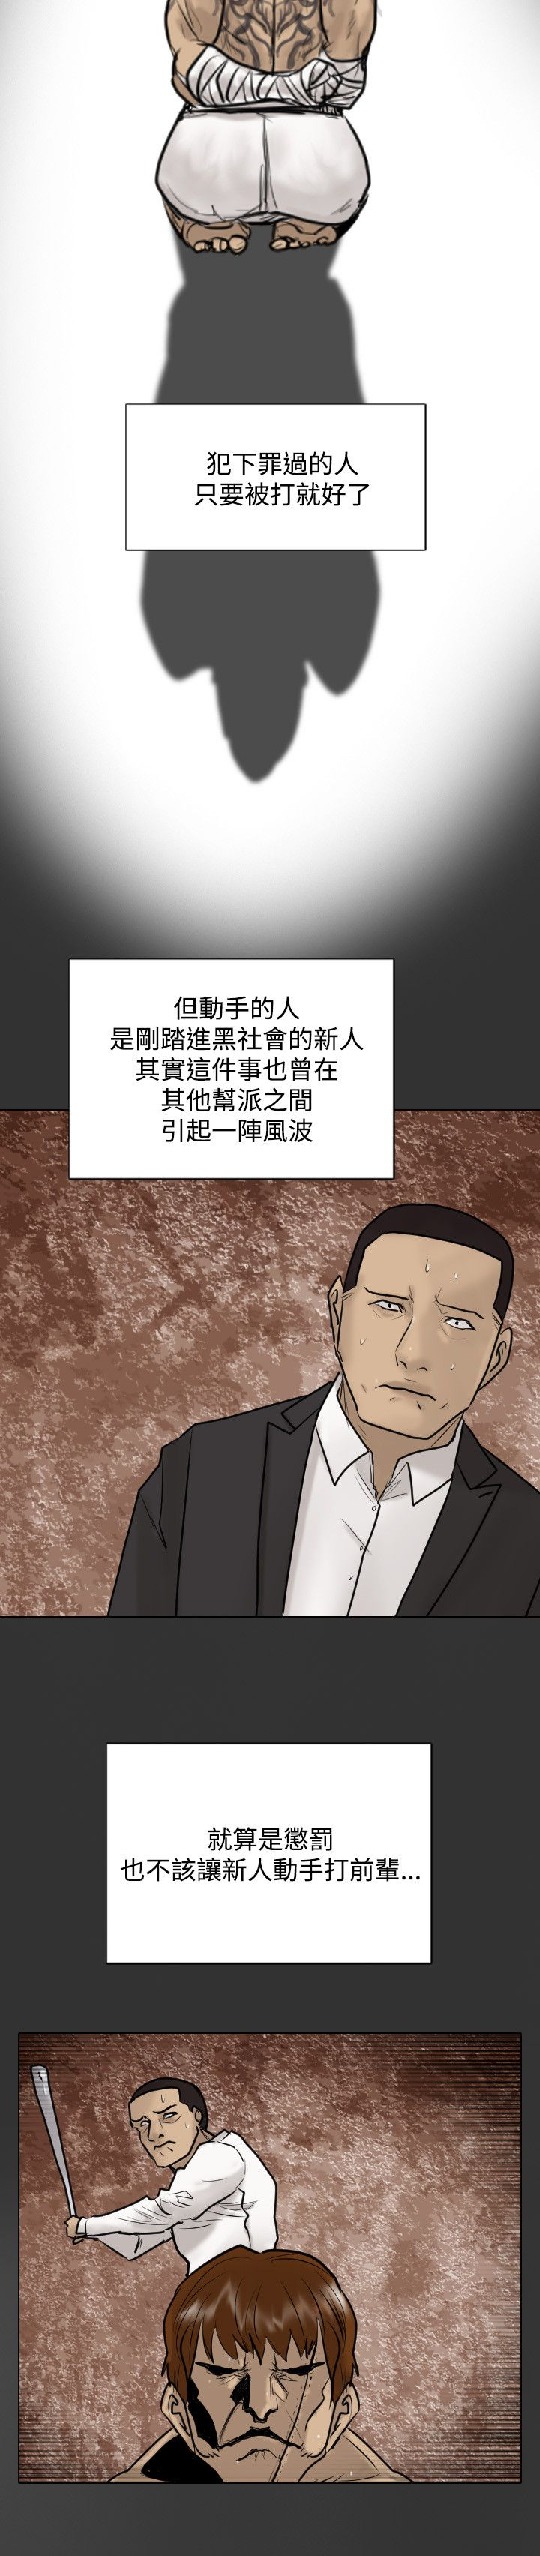 犯下罪過的人
只要被打就好了
但動手的人
是剛踏進黑社會的新人
其實這件事也曾在
其他幫派之間
引起一陣風波
就算是懲罰
也不該讓新人動手打前輩...